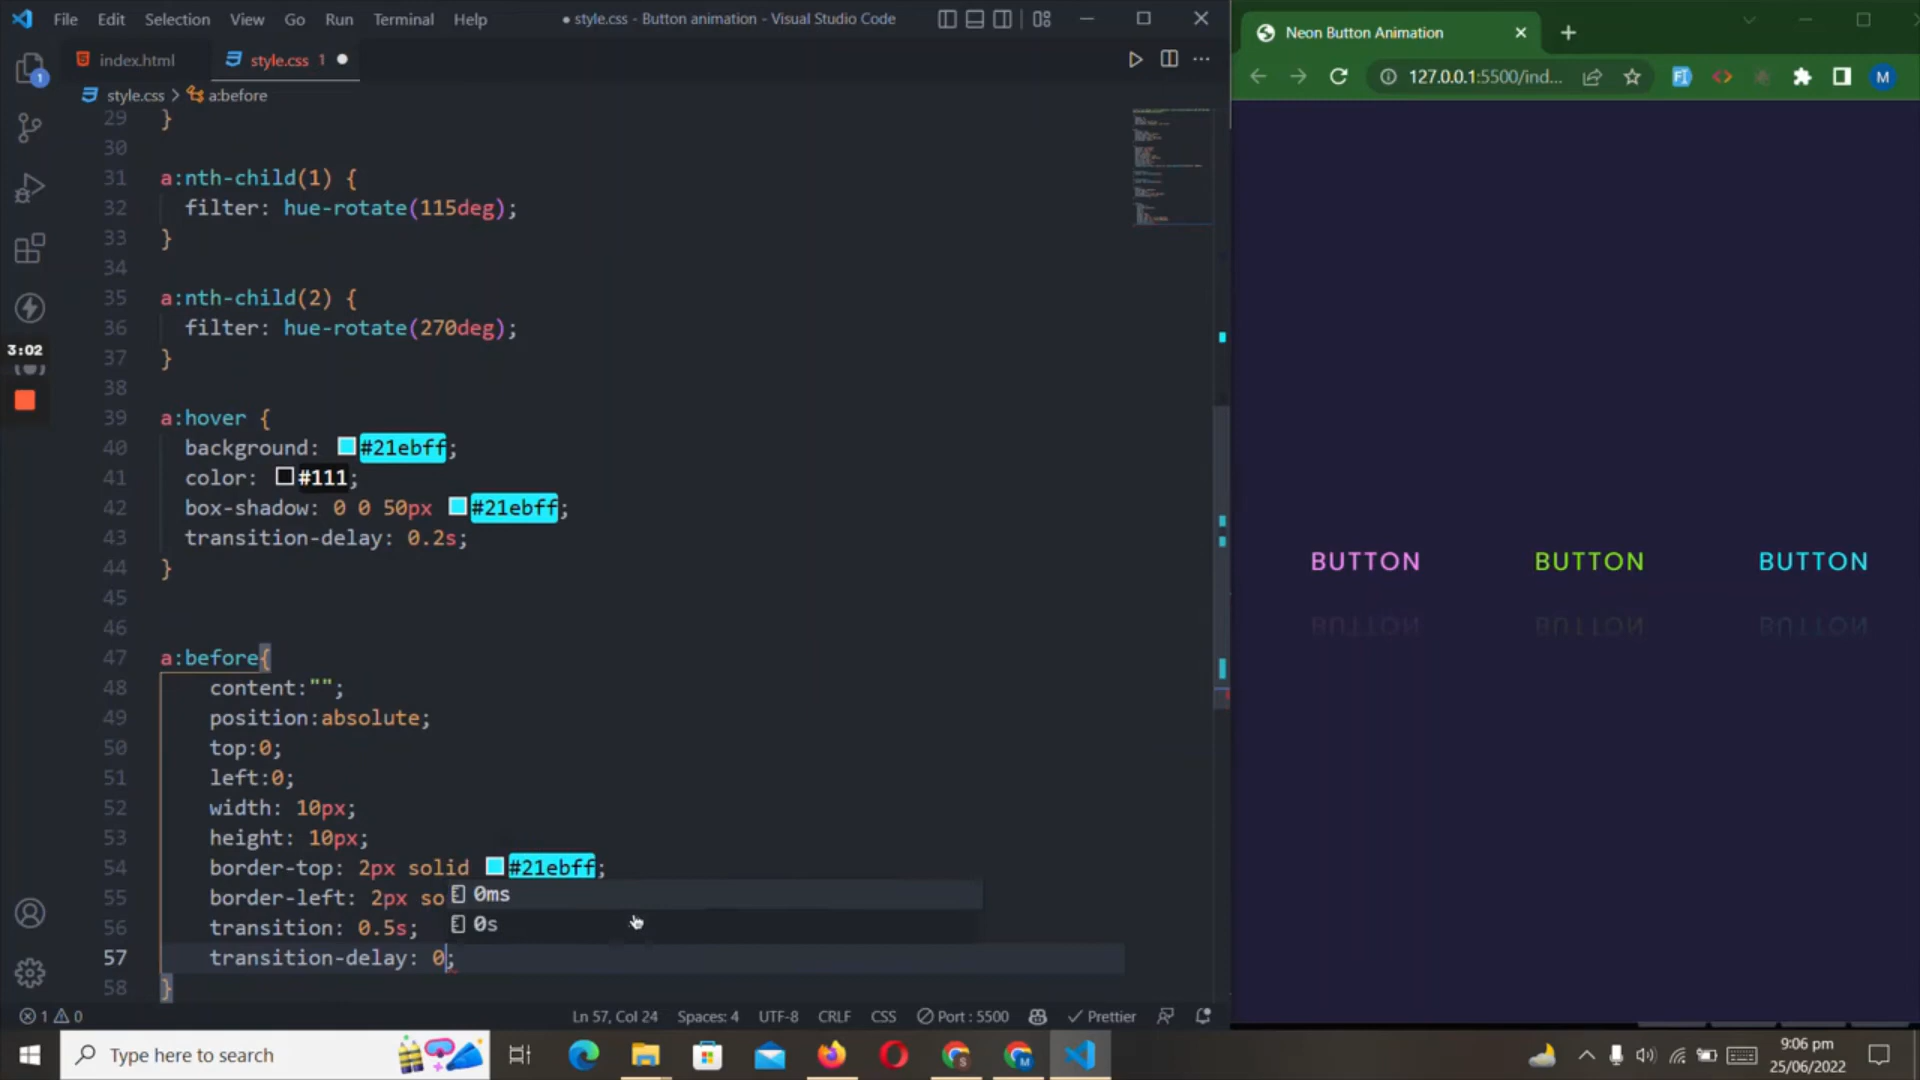 File Edit Selection View Go Run Terminal Help
● style.css - Button animation - Visual Studio Code
index.html
style.css 1
style.css > a:before
29 }
30
31 a:nth-child(1) {
32 filter: hue-rotate(115deg);
33 }
34
35 a:nth-child(2) {
36 filter: hue-rotate(270deg);
37 }
38
39 a:hover {
40 background: #21ebff;
41 color: #111;
42 box-shadow: 0 0 50px #21ebff;
43 transition-delay: 0.2s;
44 }
45
46
47 a:before{
48 content:"";
49 position:absolute;
50 top:0;
51 left:0;
52 width: 10px;
53 height: 10px;
54 border-top: 2px solid #21ebff;
55 border-left: 2px so
56 transition: 0.5s;
57 transition-delay: 0;
58 }
0ms
0s
1
3:02
1 0
Ln 57, Col 24 Spaces: 4 UTF-8 CRLF CSS Port : 5500 Prettier
Neon Button Animation
127.0.0.1:5500/ind...
M
BUTTON BUTTON BUTTON
BUTTON BUTTON BUTTON
Type here to search
S
M
9:06 pm
25/06/2022